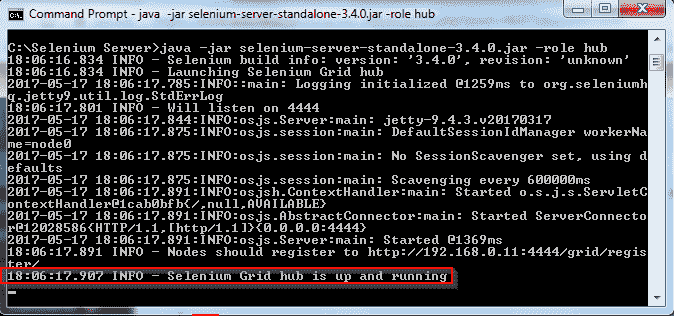 Command Prompt - java -jar selenium-server-standalone-3.4.0.jar -role hub
C:\Selenium Server>java -jar selenium-server-standalone-3.4.0.jar -role hub
18:06:16.834 INFO - Selenium build info: version: '3.4.0', revision: 'unknown'
18:06:16.834 INFO - Launching Selenium Grid hub
2017-05-17 18:06:17.785:INFO::main: Logging initialized @1259ms to org.seleniumh
q.jetty9.util.log.StdErrLog
18:06:17.801 INFO - Will listen on 4444
2017-05-17 18:06:17.844:INFO:osjs.Server:main: jetty-9.4.3.v20170317
2017-05-17 18:06:17.875:INFO:osjs.session:main: DefaultSessionIdManager workerNa
me=node0
2017-05-17 18:06:17.875:INFO:osjs.session:main: No SessionScavenger set, using d
efaults
2017-05-17 18:06:17.875:INFO:osjs.session:main: Scavenging every 600000ms
2017-05-17 18:06:17.891:INFO:osjsh.ContextHandler:main: Started o.s.j.s.ServletC
ontextHandler@1cab0bfb{/,null,AVAILABLE}
2017-05-17 18:06:17.891:INFO:osjs.AbstractConnector:main: Started ServerConnecto
r@12028586{HTTP/1.1,[http/1.1]}{0.0.0.0:4444}
2017-05-17 18:06:17.891:INFO:osjs.Server:main: Started @1369ms
18:06:17.891 INFO - Nodes should register to http://192.168.0.11:4444/grid/regis
ter/
18:06:17.907 INFO - Selenium Grid hub is up and running